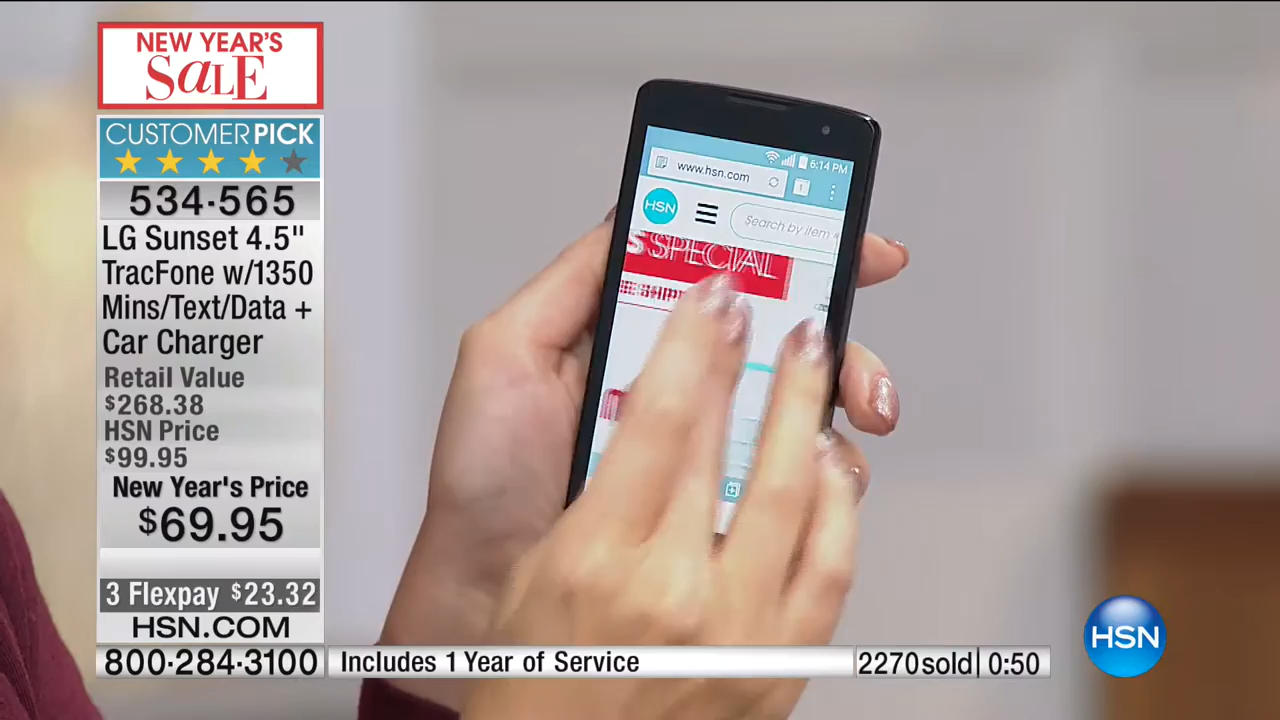 NEW YEAR'S
SaLE
CUSTOMER PICK
534-565
LG Sunset 4.5"
TracFone w/1350
Mins/Text/Data +
Car Charger
Retail Value
$268.38
HSN Price
$99.95
New Year's Price
$69.95
3 Flexpay $23.32
HSN.COM
800-284-3100
Includes 1 Year of Service
2270 sold | 0:50
HSN
6:14 PM
www.hsn.com
1
HSN
Search by item #
S SPECIAL